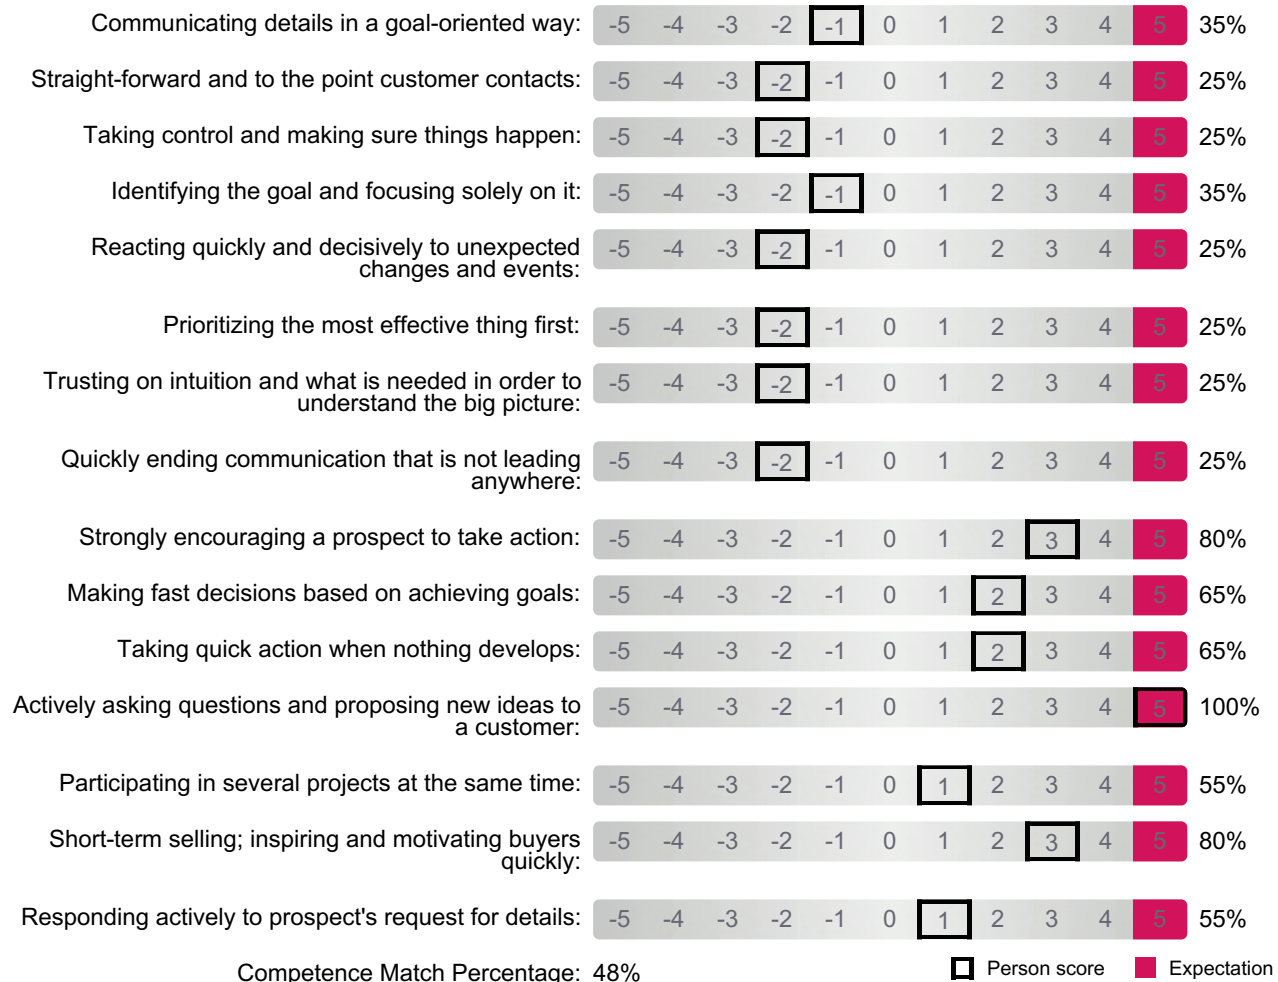 Communicating details in a goal-oriented way: -5 -4 -3 -2 -1 0 1 2 3 4 5 35%
Straight-forward and to the point customer contacts: -5 -4 -3 -2 -1 0 1 2 3 4 5 25%
Taking control and making sure things happen: -5 -4 -3 -2 -1 0 1 2 3 4 5 25%
Identifying the goal and focusing solely on it: -5 -4 -3 -2 -1 0 1 2 3 4 5 35%
Reacting quickly and decisively to unexpected
changes and events: -5 -4 -3 -2 -1 0 1 2 3 4 5 25%
Prioritizing the most effective thing first: -5 -4 -3 -2 -1 0 1 2 3 4 5 25%
Trusting on intuition and what is needed in order to
understand the big picture: -5 -4 -3 -2 -1 0 1 2 3 4 5 25%
Quickly ending communication that is not leading
anywhere: -5 -4 -3 -2 -1 0 1 2 3 4 5 25%
Strongly encouraging a prospect to take action: -5 -4 -3 -2 -1 0 1 2 3 4 5 80%
Making fast decisions based on achieving goals: -5 -4 -3 -2 -1 0 1 2 3 4 5 65%
Taking quick action when nothing develops: -5 -4 -3 -2 -1 0 1 2 3 4 5 65%
Actively asking questions and proposing new ideas to
a customer: -5 -4 -3 -2 -1 0 1 2 3 4 5 100%
Participating in several projects at the same time: -5 -4 -3 -2 -1 0 1 2 3 4 5 55%
Short-term selling; inspiring and motivating buyers
quickly: -5 -4 -3 -2 -1 0 1 2 3 4 5 80%
Responding actively to prospect's request for details: -5 -4 -3 -2 -1 0 1 2 3 4 5 55%
Competence Match Percentage: 48% Person score Expectation